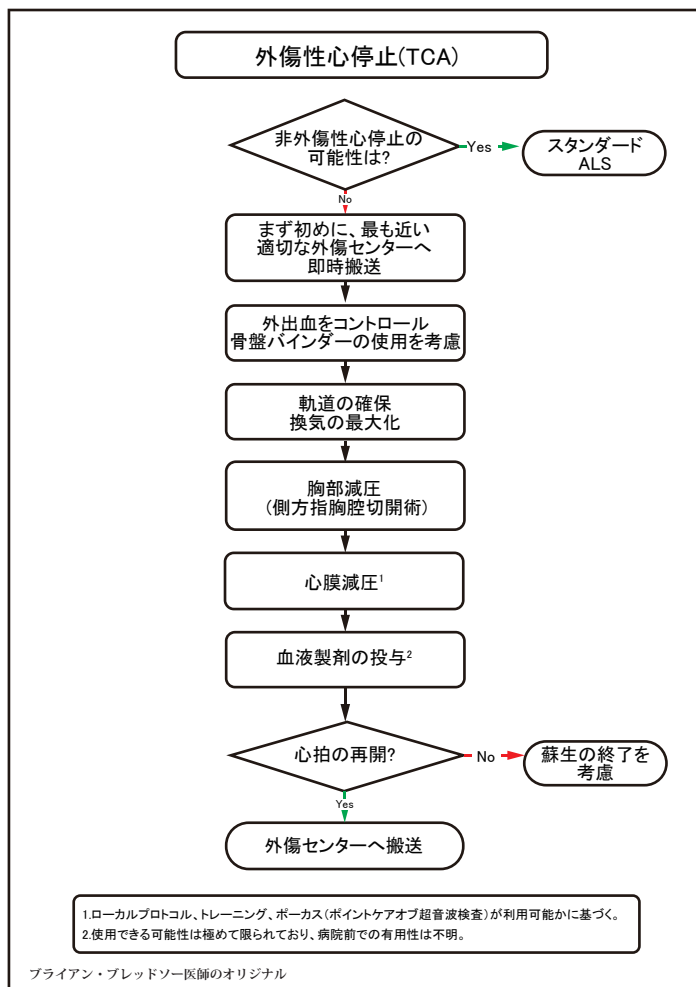 外傷性心停止(TCA)
非外傷性心停止の
可能性は?
Yes
スタンダード
ALS
No
まず初めに、最も近い
適切な外傷センターへ
即時搬送
外出血をコントロール
骨盤バインダーの使用を考慮
軌道の確保
換気の最大化
胸部減圧
(側方指胸腔切開術)
心膜減圧¹
血液製剤の投与²
心拍の再開?
No
蘇生の終了を
考慮
Yes
外傷センターへ搬送
1.ローカルプロトコル、トレーニング、ポーカス(ポイントケアオブ超音波検査)が利用可能かに基づく。
2.使用できる可能性は極めて限られており、病院前での有用性は不明。
ブライアン・ブレッドソー医師のオリジナル